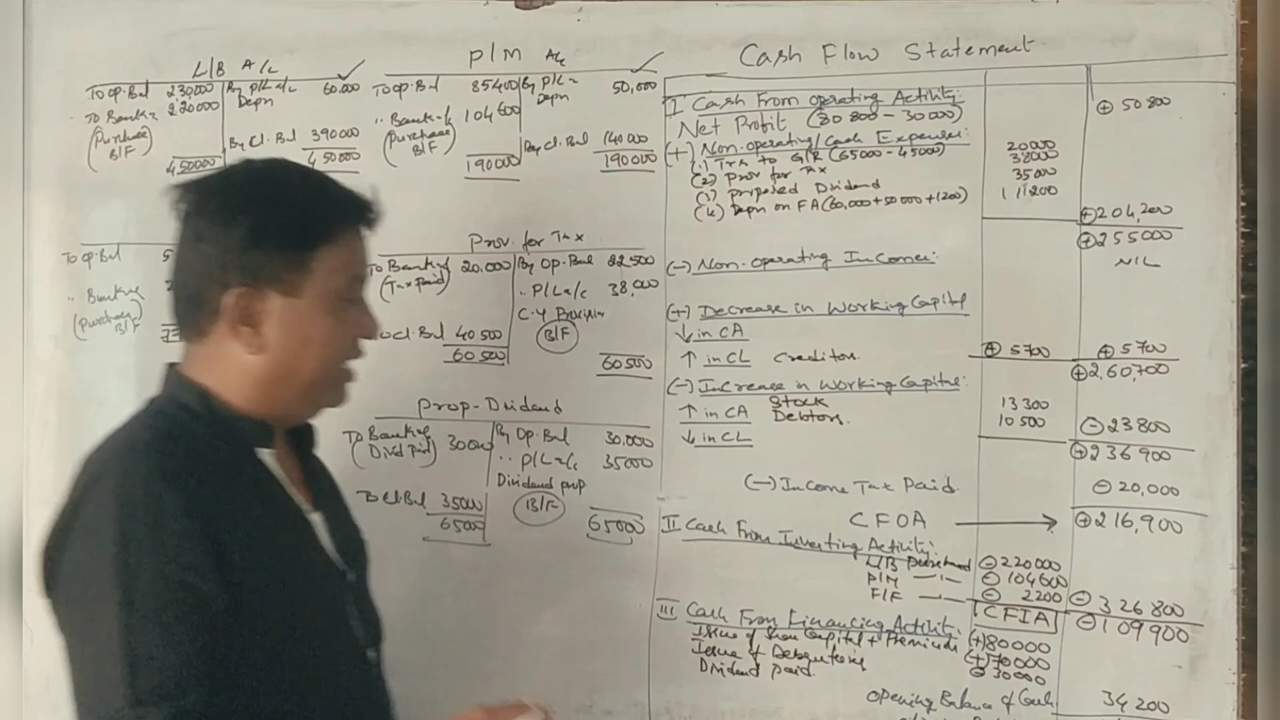 L/B A/c
To op. Bal 230000 By P/L a/c 60.000
Depn
To Bank 220000
(Purchase
B/F)
By Cl. Bal 390000
450000 450000
P/M A/c
To op. Bal 85400 By P/L a/c 50,000
Depn
" Bank 104600
(Purchase
B/F)
By Cl. Bal 140000
190000 190000
To op. Bal 5
" Bank
(Purchase
B/F)
Prov. for Tax
To Bank 20.000 By Op. Bal 22500
(Tax paid)
" P/L a/c 38,000
C.Y Provision
B/F
To Cl. Bal 40500
60500 60500
Prop-Dividend
To Bank 30000 By Op. Bal 30,000
(Divid paid)
" P/L a/c 35000
Dividend prop
B/F
To Cl Bal 35000
65000 65000
Cash Flow Statement
I Cash From operating Activity:
Net Profit (80800 - 30000) + 50800
(+) Non-operating/Cash Expenses:
(1) Trs to G/R (65000 - 45000) 20000
(2) Prov for Tax 38000
(3) Proposed Dividend 35000
(4) Depn on FA (60,000 + 50000 + 1200) 111200
+ 204,200
+ 255000
(-) Non-operating Income: NIL
(+) Decrease in Working Capital
↓ in CA
↑ in CL Creditors + 5700 + 5700
+ 2,60,700
(-) Increase in Working Capital:
↑ in CA Stock 13300
Debtors 10500 - 23800
↓ in CL
+ 236900
(-) Income Tax Paid - 20,000
CFOA → + 216,900
II Cash From Investing Activity:
L/B Purchased - 220000
P/M —"— - 104600
F/F —"— - 2200 - 326800
CFIA - 109900
III Cash From Financing Activity.
Issue of Share Capital + Premium (+) 80000
Issue of Debentures (+) 70000
Dividend paid - 30000
Opening Balance of Cash 34200